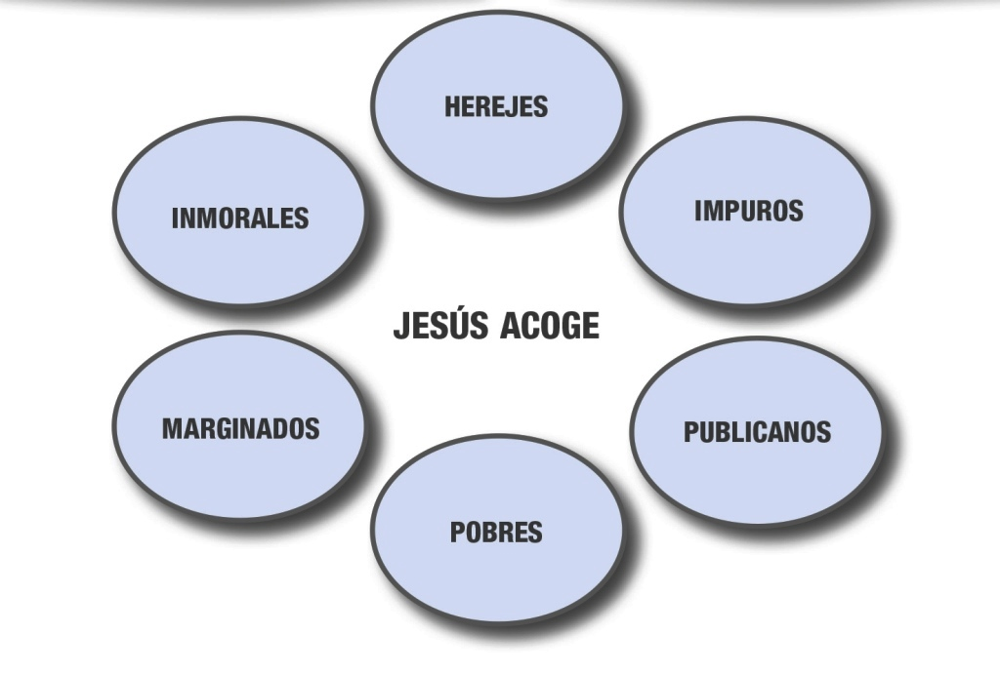 HEREJES
INMORALES
IMPUROS
JESÚS ACOGE
MARGINADOS
PUBLICANOS
POBRES